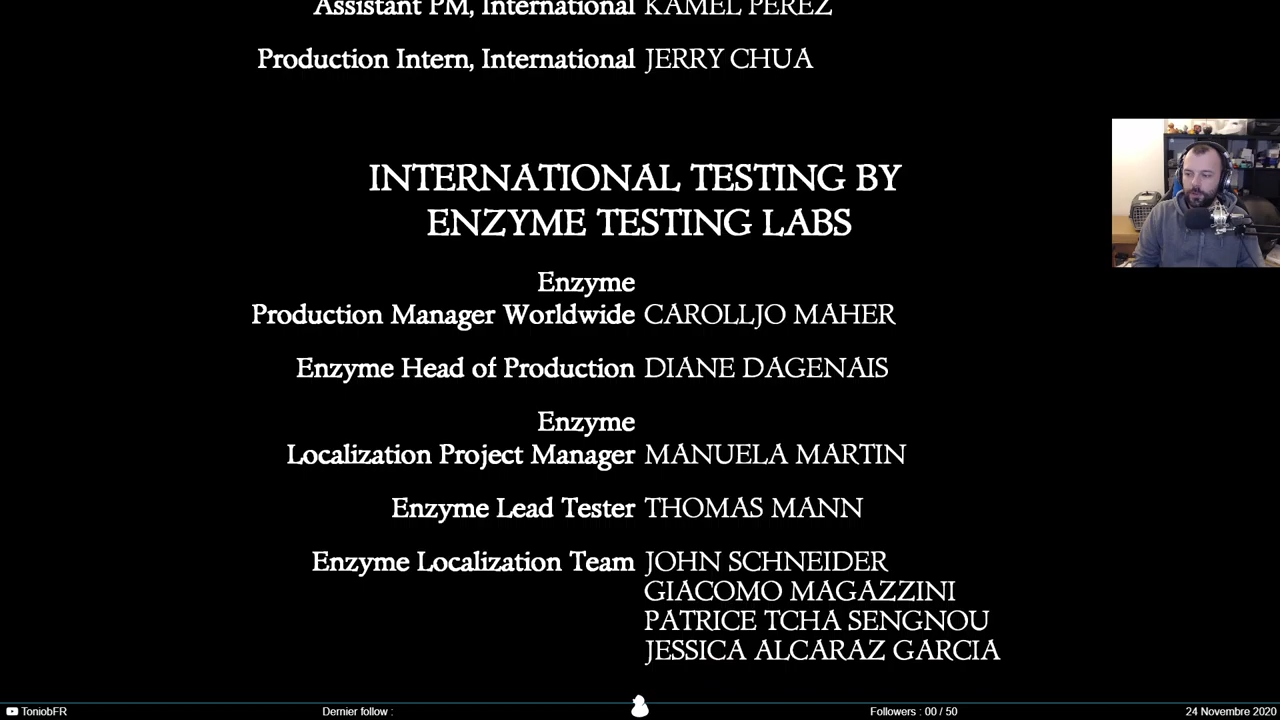 Assistant PM, International KAMEL PEREZ
Production Intern, International JERRY CHUA
INTERNATIONAL TESTING BY
ENZYME TESTING LABS
Enzyme
Production Manager Worldwide CAROLLJO MAHER
Enzyme Head of Production DIANE DAGENAIS
Enzyme
Localization Project Manager MANUELA MARTIN
Enzyme Lead Tester THOMAS MANN
Enzyme Localization Team JOHN SCHNEIDER
GIACOMO MAGAZZINI
PATRICE TCHA SENGNOU
JESSICA ALCARAZ GARCIA
ToniobFR Dernier follow : Followers : 00 / 50 24 Novembre 2020